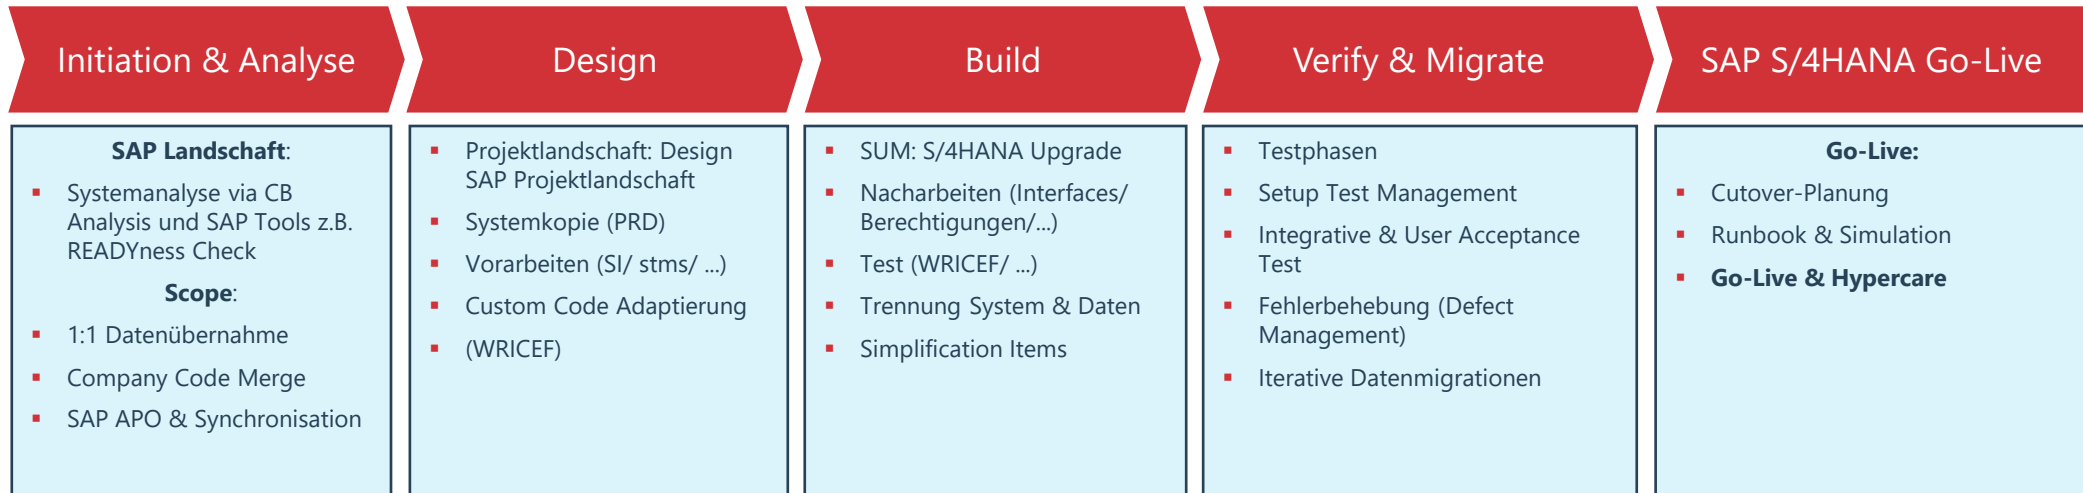 Initiation & Analyse
Design
Build
Verify & Migrate
SAP S/4HANA Go-Live
SAP Landschaft:
▪ Systemanalyse via CB
Analysis und SAP Tools z.B.
READYness Check
Scope:
▪ 1:1 Datenübernahme
▪ Company Code Merge
▪ SAP APO & Synchronisation
▪ Projektlandschaft: Design
SAP Projektlandschaft
▪ Systemkopie (PRD)
▪ Vorarbeiten (SI/ stms/ ...)
▪ Custom Code Adaptierung
▪ (WRICEF)
▪ SUM: S/4HANA Upgrade
▪ Nacharbeiten (Interfaces/
Berechtigungen/...)
▪ Test (WRICEF/ ...)
▪ Trennung System & Daten
▪ Simplification Items
▪ Testphasen
▪ Setup Test Management
▪ Integrative & User Acceptance
Test
▪ Fehlerbehebung (Defect
Management)
▪ Iterative Datenmigrationen
Go-Live:
▪ Cutover-Planung
▪ Runbook & Simulation
▪ Go-Live & Hypercare